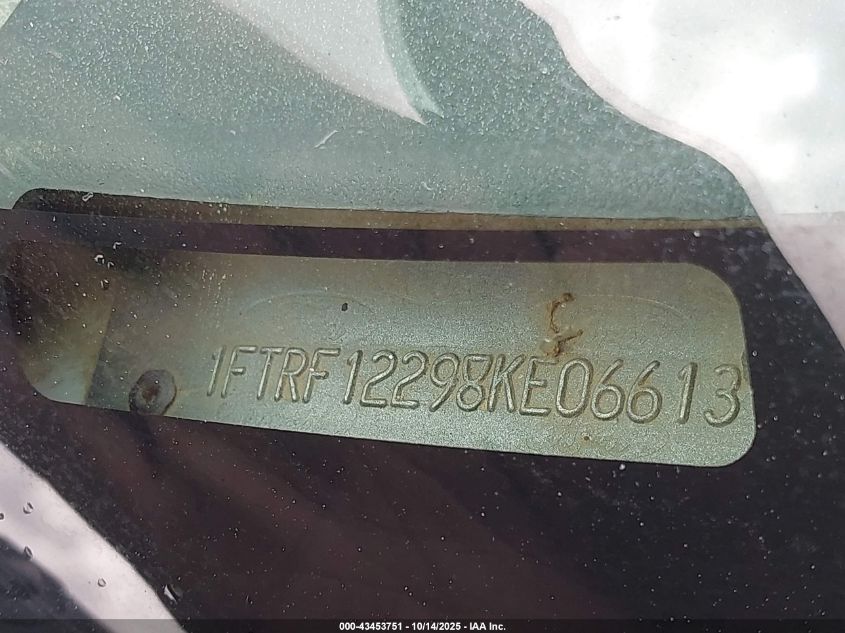 1FTRF12298KE06613
000-43453751 - 10/14/2025 - IAA Inc.